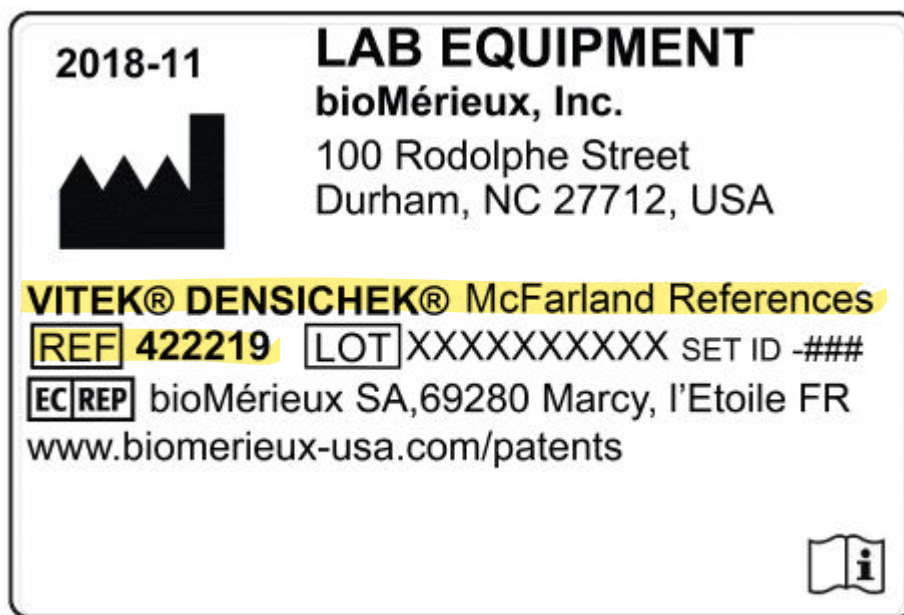 2018-11
LAB EQUIPMENT
bioMérieux, Inc.
100 Rodolphe Street
Durham, NC 27712, USA
VITEK® DENSICHEK® McFarland References
REF 422219 LOT XXXXXXXXXX SET ID -###
EC REP bioMérieux SA,69280 Marcy, l'Etoile FR
www.biomerieux-usa.com/patents
i